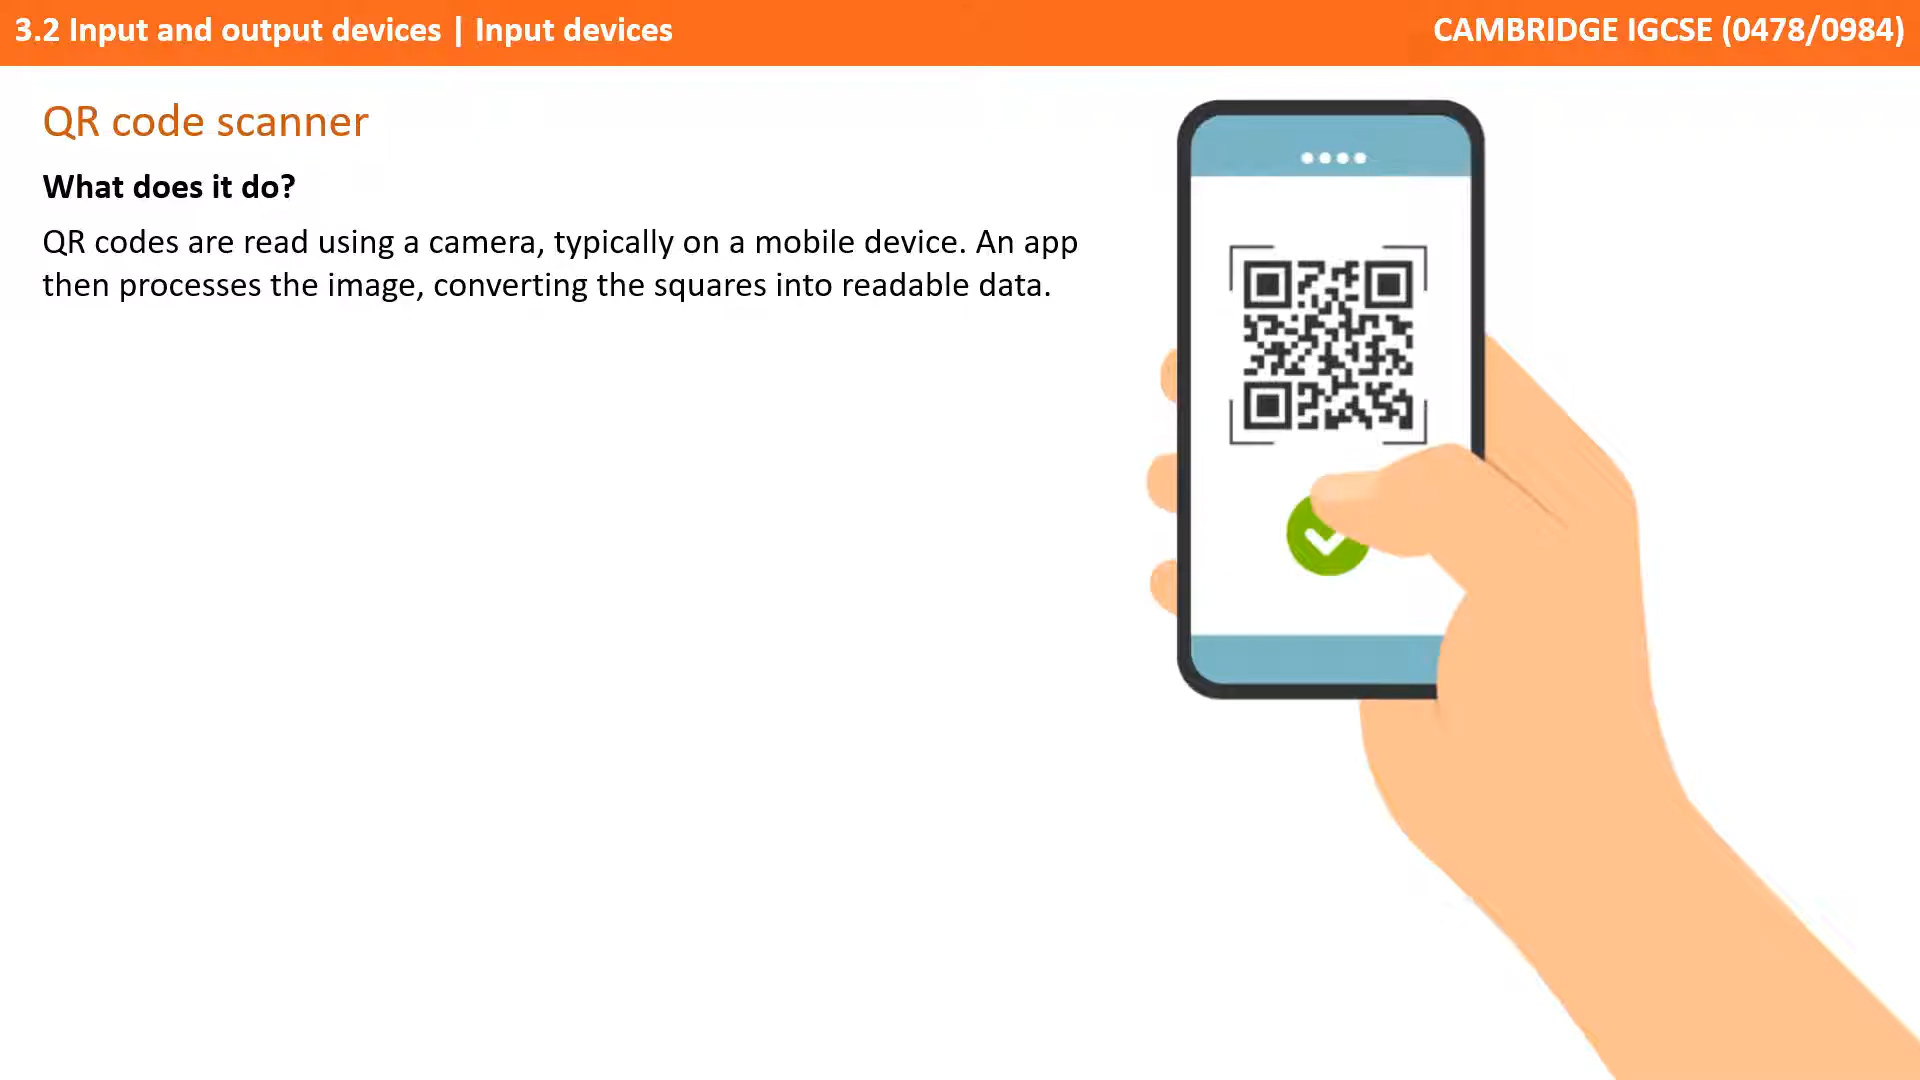 3.2 Input and output devices | Input devices
CAMBRIDGE IGCSE (0478/0984)
QR code scanner
What does it do?
QR codes are read using a camera, typically on a mobile device. An app
then processes the image, converting the squares into readable data.